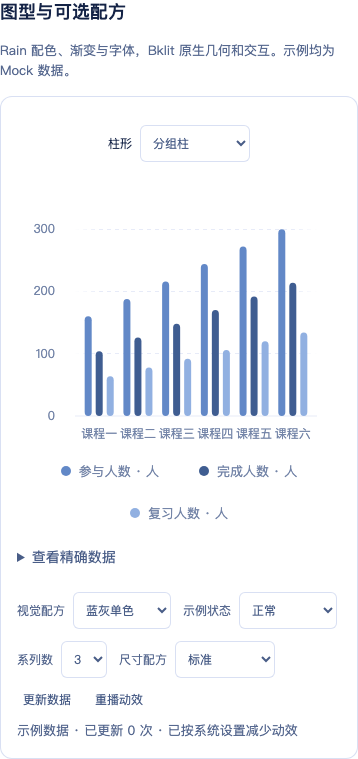 图型与可选配方
Rain 配色、渐变与字体，Bklit 原生几何和交互。示例均为
Mock 数据。
柱形 分组柱
300
200
100
0
课程一 课程二 课程三 课程四 课程五 课程六
参与人数 · 人 完成人数 · 人
复习人数 · 人
▶ 查看精确数据
视觉配方 蓝灰单色 示例状态 正常
系列数 3 尺寸配方 标准
更新数据 重播动效
示例数据 · 已更新 0 次 · 已按系统设置减少动效